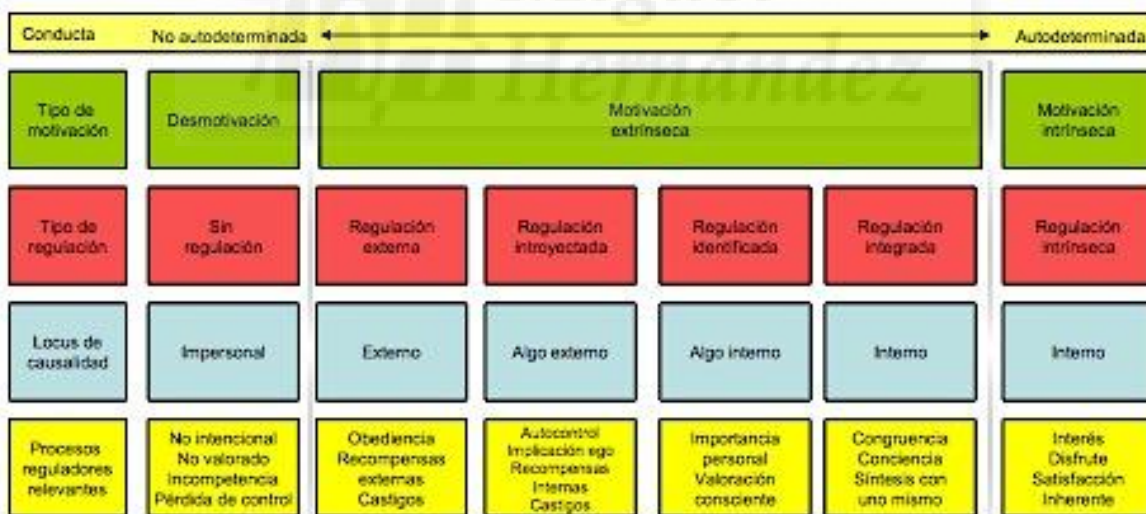 Hernández
Conducta No autodeterminada Autodeterminada
Tipo de
motivación
Desmotivación
Motivación
extrínseca
Motivación
intrínseca
Tipo de
regulación
Sin
regulación
Regulación
externa
Regulación
introyectada
Regulación
identificada
Regulación
integrada
Regulación
intrínseca
Locus de
causalidad
Impersonal
Externo
Algo externo
Algo interno
Interno
Interno
Procesos
reguladores
relevantes
No intencional
No valorado
Incompetencia
Pérdida de control
Obediencia
Recompensas
externas
Castigos
Autocontrol
Implicación ego
Recompensas
Internas
Castigos
Importancia
personal
Valoración
consciente
Congruencia
Conciencia
Síntesis con
uno mismo
Interés
Disfrute
Satisfacción
Inherente